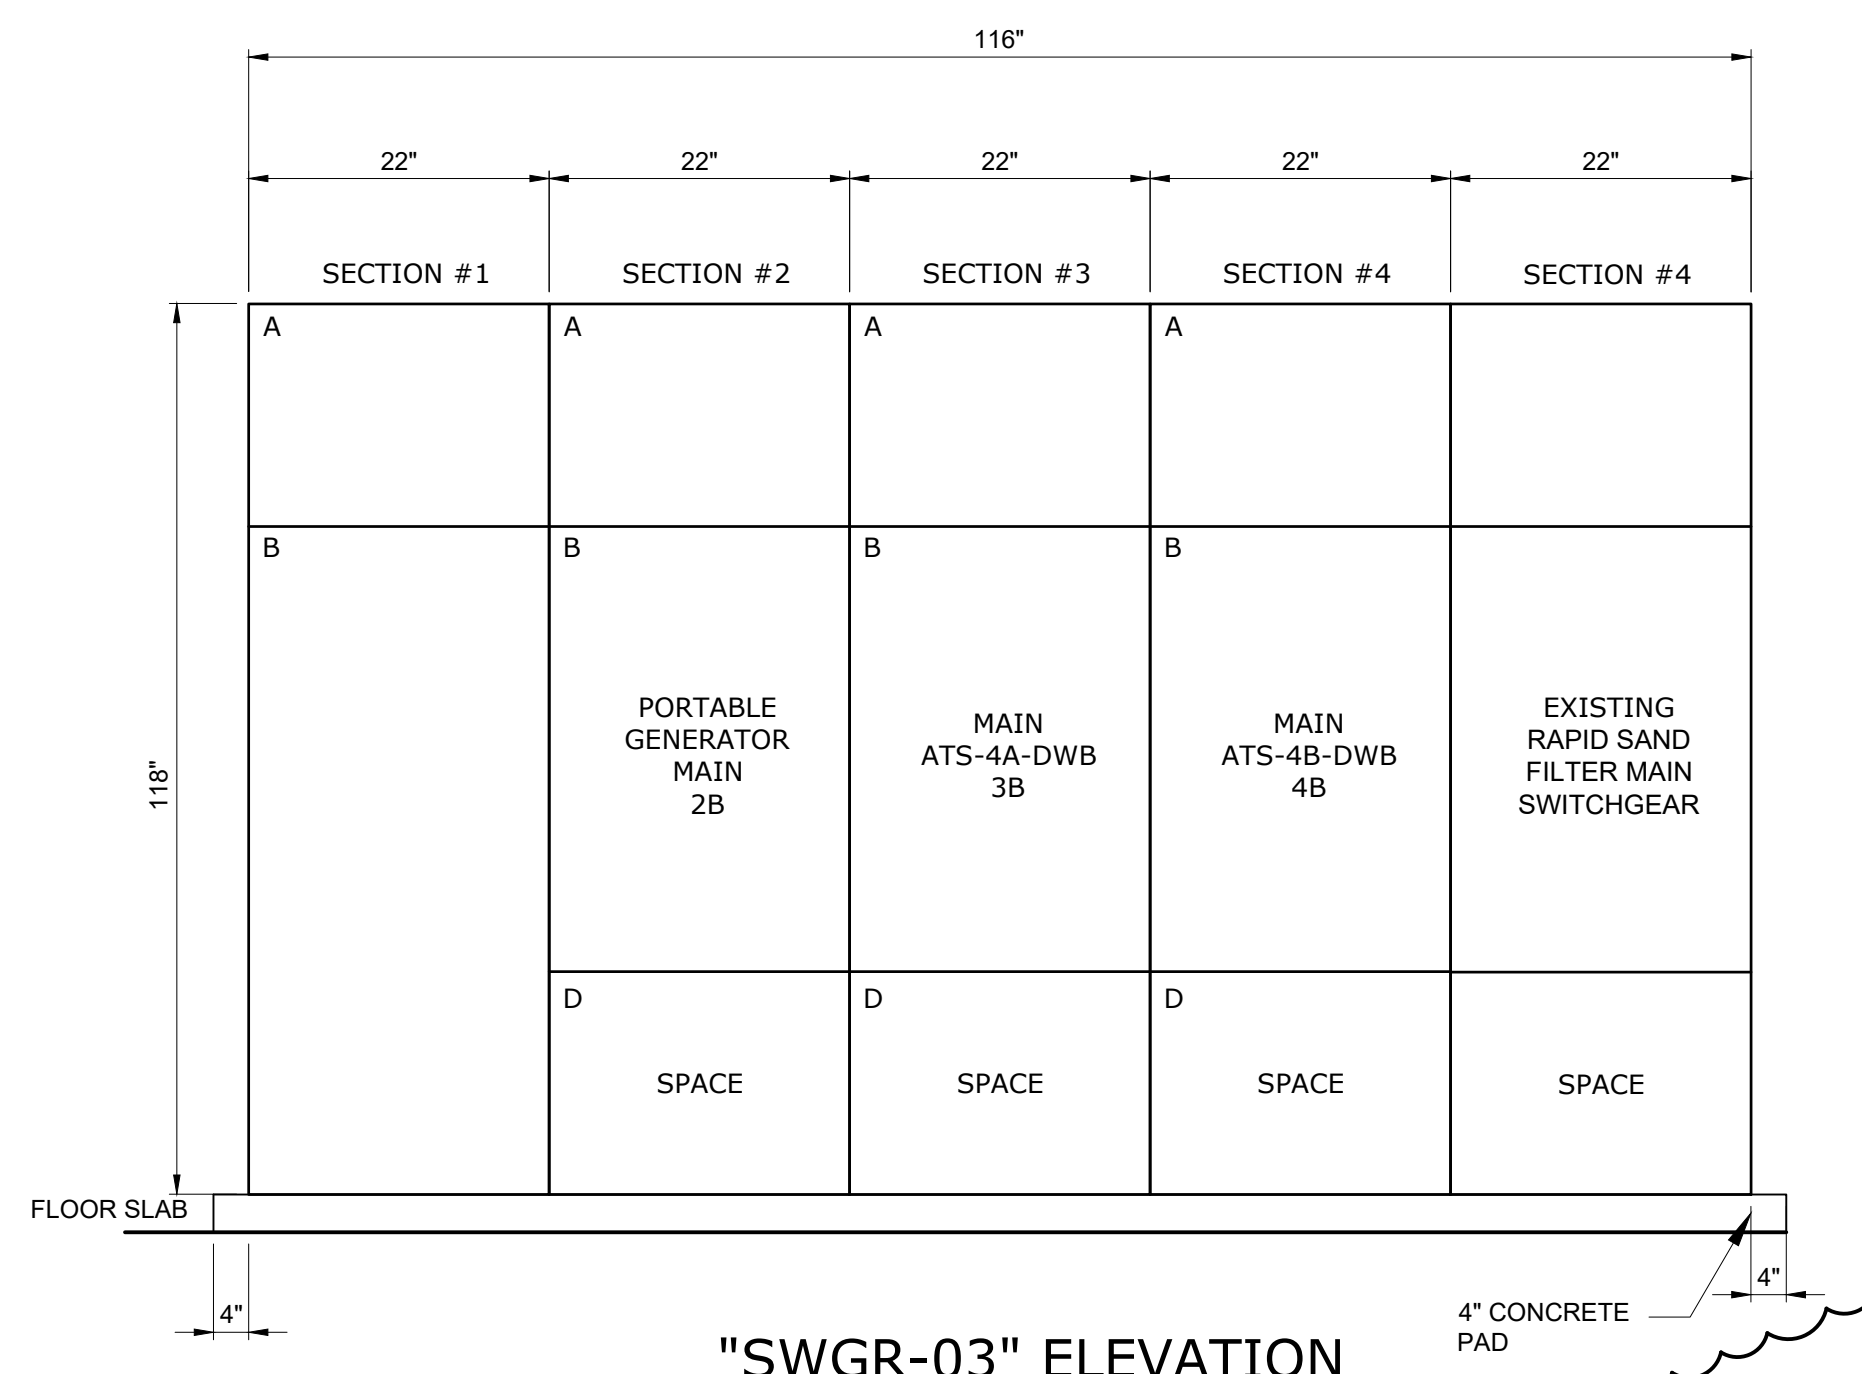 116"
22" 22" 22" 22" 22"
SECTION #1 SECTION #2 SECTION #3 SECTION #4 SECTION #4
A A A A
B B B B
PORTABLE
GENERATOR
MAIN
2B
MAIN
ATS-4A-DWB
3B
MAIN
ATS-4B-DWB
4B
EXISTING
RAPID SAND
FILTER MAIN
SWITCHGEAR
118"
D D D
SPACE SPACE SPACE SPACE
FLOOR SLAB
4"
4"
4" CONCRETE
PAD
"SWGR-03" ELEVATION